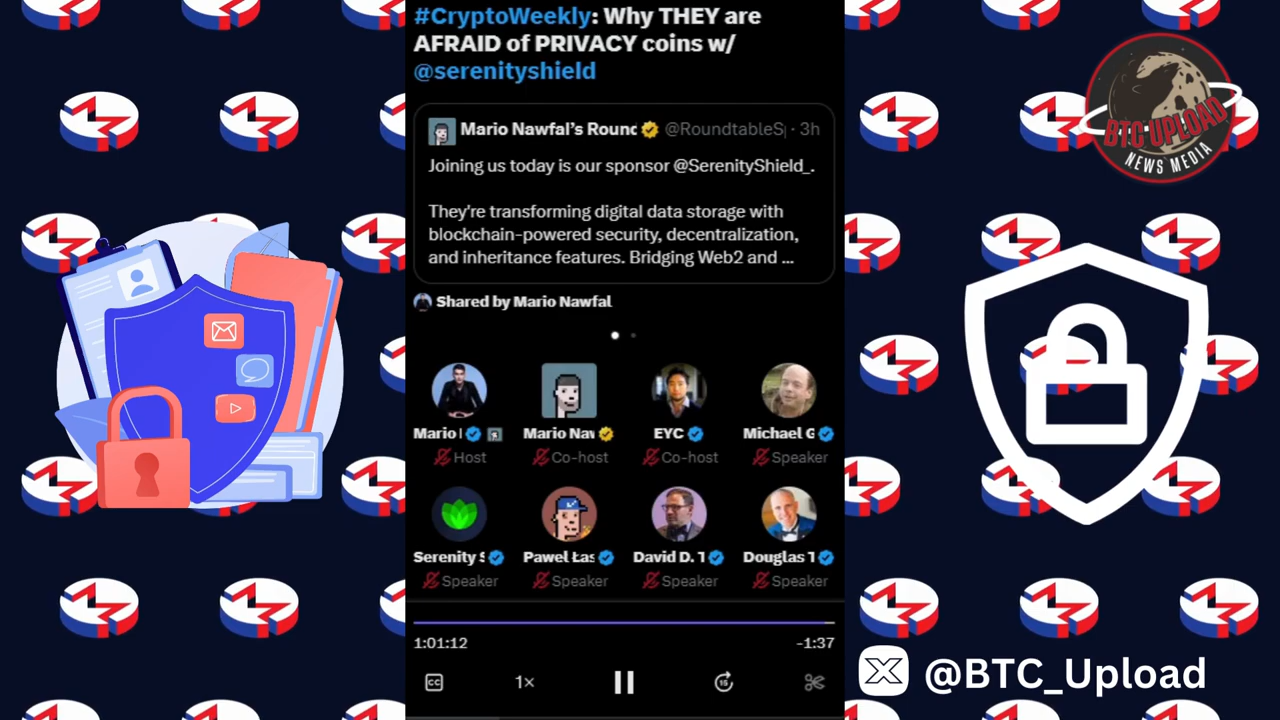 #CryptoWeekly: Why THEY are
AFRAID of PRIVACY coins w/
@serenityshield
Mario Nawfal's Roun @RoundtableS · 3h
Joining us today is our sponsor @SerenityShield_.
They're transforming digital data storage with
blockchain-powered security, decentralization,
and inheritance features. Bridging Web2 and ...
Shared by Mario Nawfal
Mario
Host
Mario Nav
Co-host
EYC
Co-host
Michael G
Speaker
Serenity S
Speaker
Paweł Łas
Speaker
David D. T
Speaker
Douglas T
Speaker
1:01:12
-1:37
CC
1×
15
BTC UPLOAD
NEWS MEDIA
X @BTC_Upload